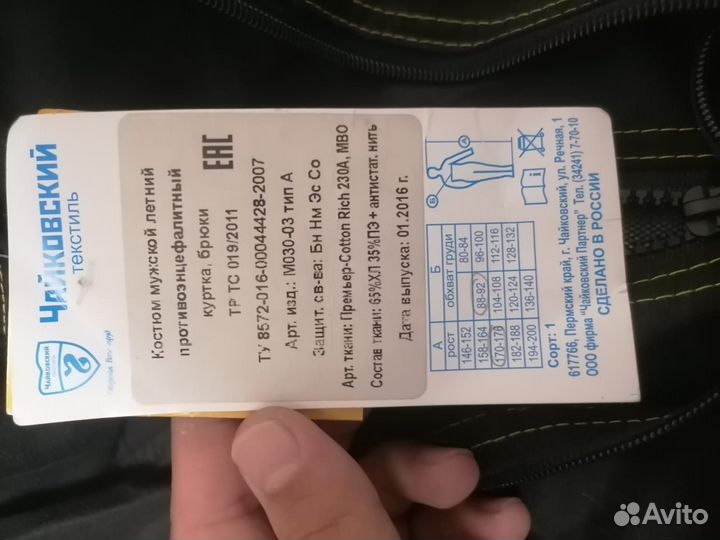 ЧАЙКОВСКИЙ
ТЕКСТИЛЬ
ЧАЙКОВСКИЙ
Костюм мужской летний
противоэнцефалитный
куртка, брюки
ЕАС
ТР ТС 019/2011
ТУ 8572-016-00044428-2007
Арт. изд.: М030-03 тип А
Защит. св-ва: Бн Нм Эс Со
Арт. ткани: Премьер-Cotton Rich 230А, МВО
Состав ткани: 65%ХЛ 35%ПЭ+ антистат. нить
Дата выпуска: 01.2016 г.
А
Б
А Б
рост обхват груди
146-152 80-84
158-164 88-92 96-100
170-176 104-108 112-116
182-188 120-124 128-132
194-200 136-140
Сорт: 1
617766, Пермский край, г. Чайковский, ул. Речная, 1
ООО фирма "Чайковский Партнер" Тел. (34241) 7-70-10
СДЕЛАНО В РОССИИ
Avito